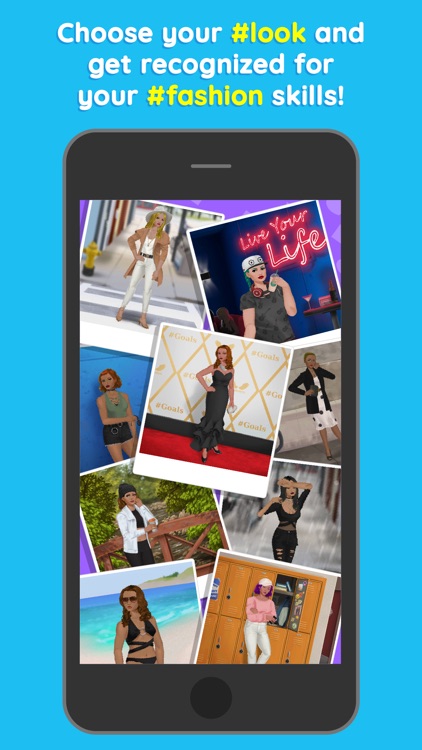 Choose your #look and
get recognized for
your #fashion skills!
Live Your
Life
#Goals
#Goals
#Goals
#Goals